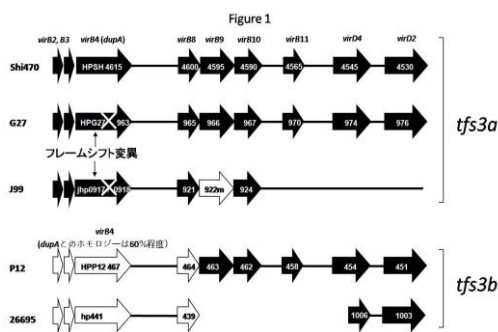 Figure 1
virB2, B3 virB4 (dupA) virB8 virB9 virB10 virB11 virD4 virD2
Shi470 HPSH 4615 4600 4595 4590 4565 4545 4530
G27 HPG27 963 965 966 967 970 974 976
フレームシフト変異
J99 jhp0917 0918 921 922m 924
tfs3a
virB4
(dupAとのホモロジーは60%程度)
P12 HPP12 467 464 463 462 458 454 451
26695 hp441 439 1006 1003
tfs3b